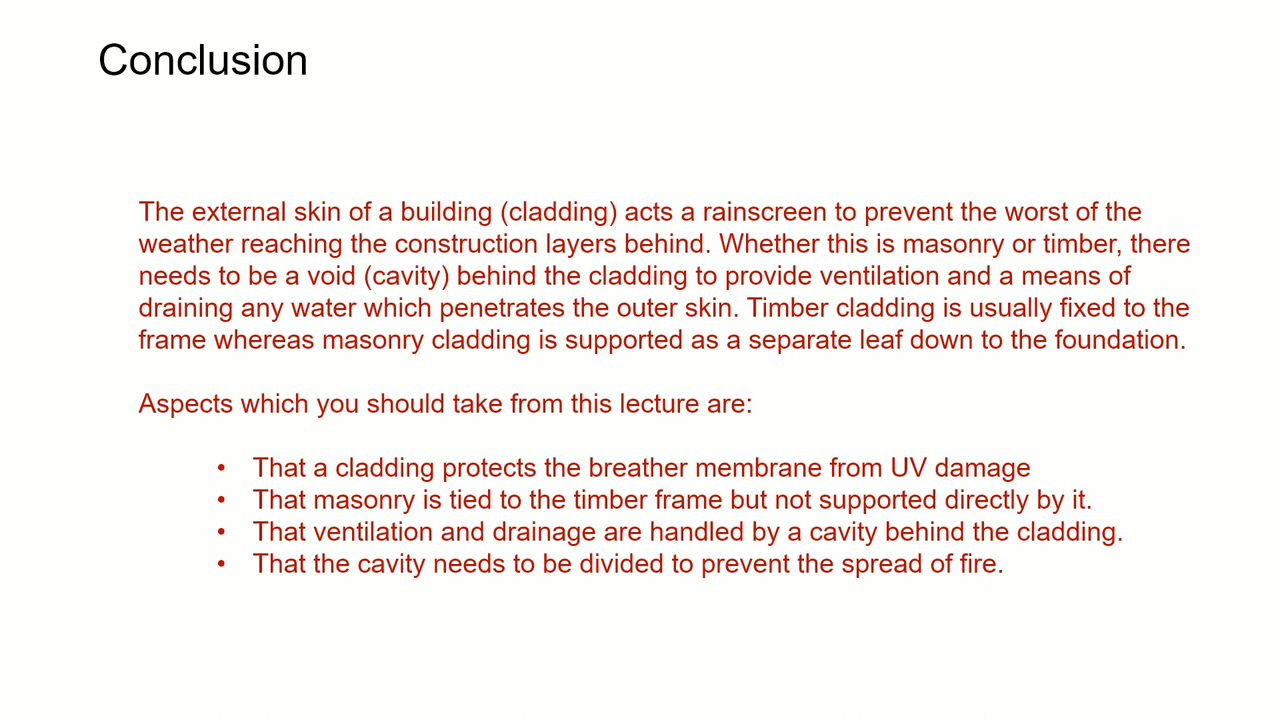 Conclusion
The external skin of a building (cladding) acts a rainscreen to prevent the worst of the
weather reaching the construction layers behind. Whether this is masonry or timber, there
needs to be a void (cavity) behind the cladding to provide ventilation and a means of
draining any water which penetrates the outer skin. Timber cladding is usually fixed to the
frame whereas masonry cladding is supported as a separate leaf down to the foundation.
Aspects which you should take from this lecture are:
• That a cladding protects the breather membrane from UV damage
• That masonry is tied to the timber frame but not supported directly by it.
• That ventilation and drainage are handled by a cavity behind the cladding.
• That the cavity needs to be divided to prevent the spread of fire.